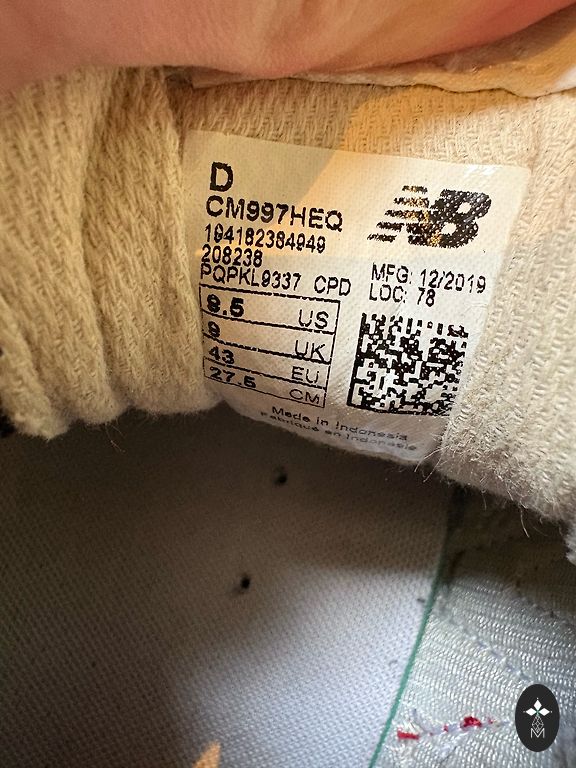 D
CM997HEQ
194182384949
208238
PQPKL9337 CPD
NB
MFG: 12/2019
LOC: 78
9.5 US
9 UK
43 EU
27.5 CM
Made in Indonesia
Fabriqué en Indonésie
M